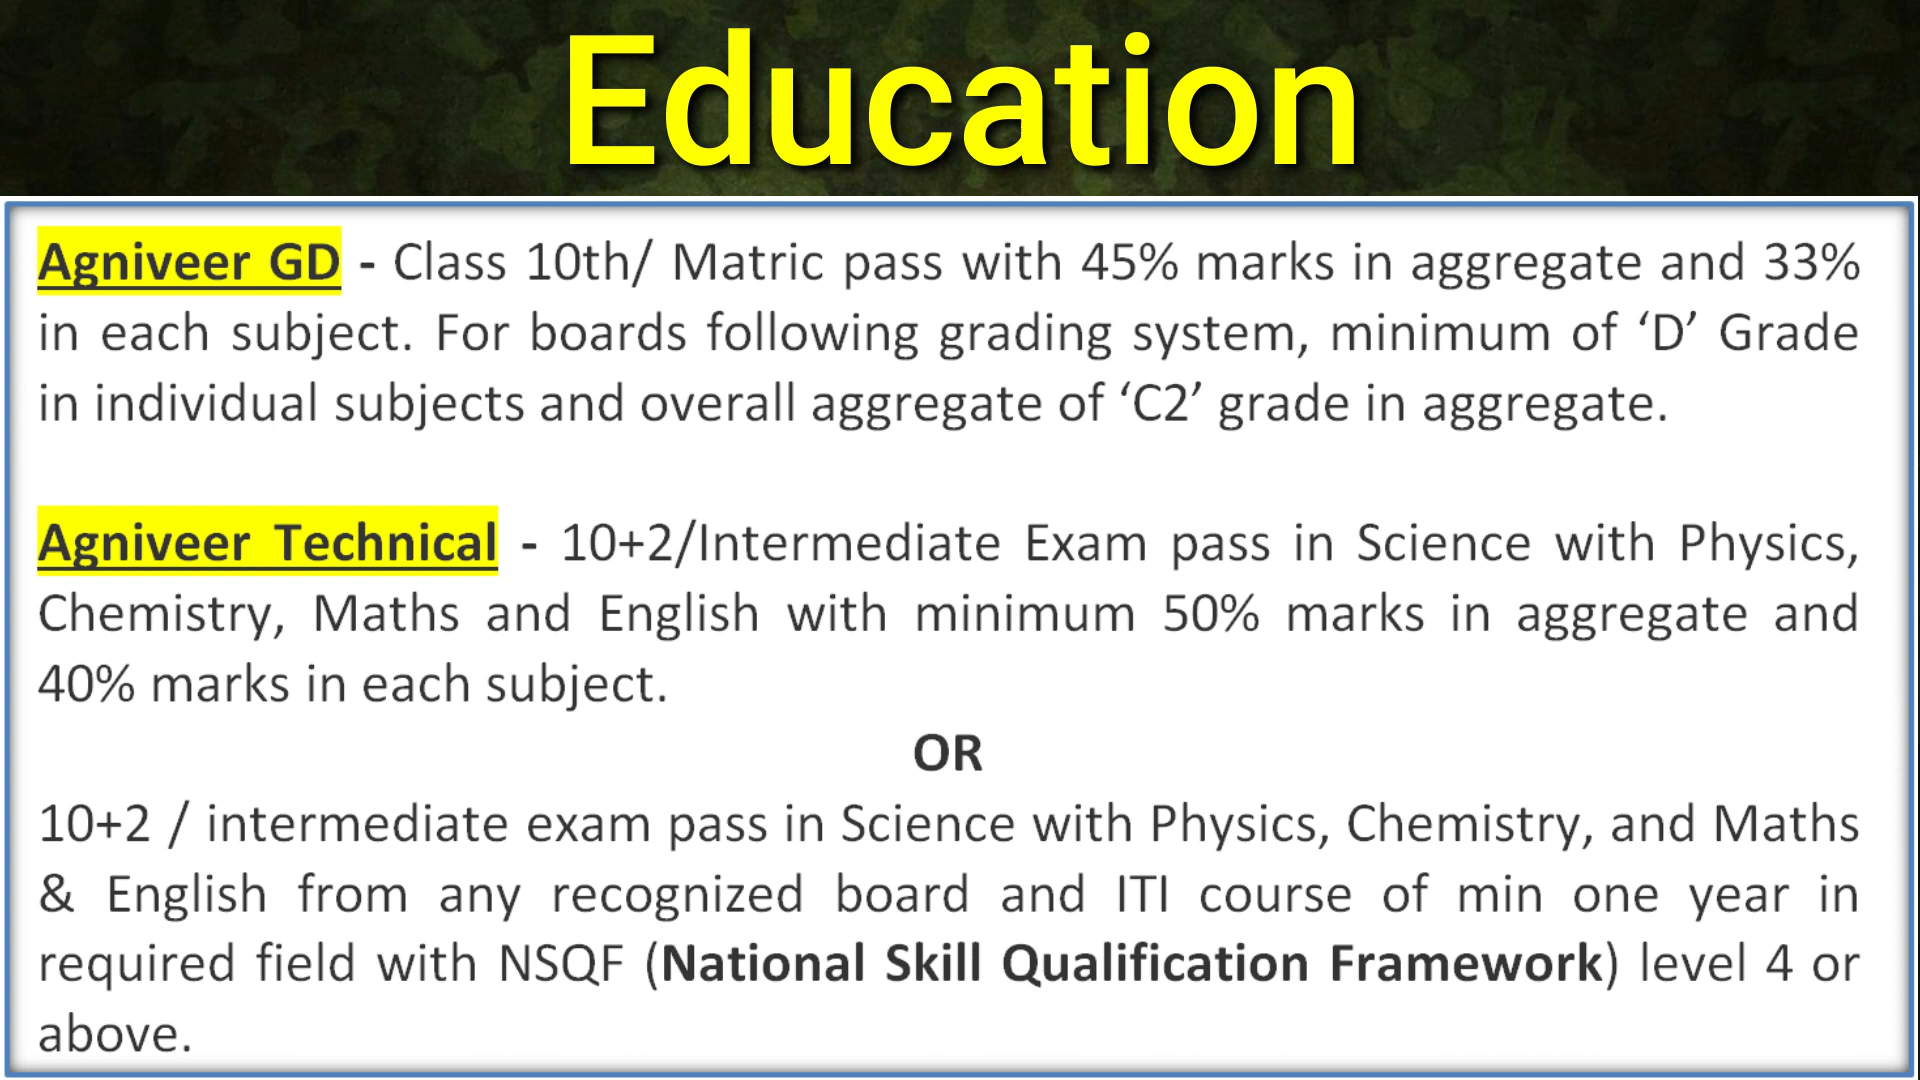 Education
Agniveer GD - Class 10th/ Matric pass with 45% marks in aggregate and 33%
in each subject. For boards following grading system, minimum of ‘D’ Grade
in individual subjects and overall aggregate of ‘C2’ grade in aggregate.
Agniveer Technical - 10+2/Intermediate Exam pass in Science with Physics,
Chemistry, Maths and English with minimum 50% marks in aggregate and
40% marks in each subject.
OR
10+2 / intermediate exam pass in Science with Physics, Chemistry, and Maths
& English from any recognized board and ITI course of min one year in
required field with NSQF (National Skill Qualification Framework) level 4 or
above.